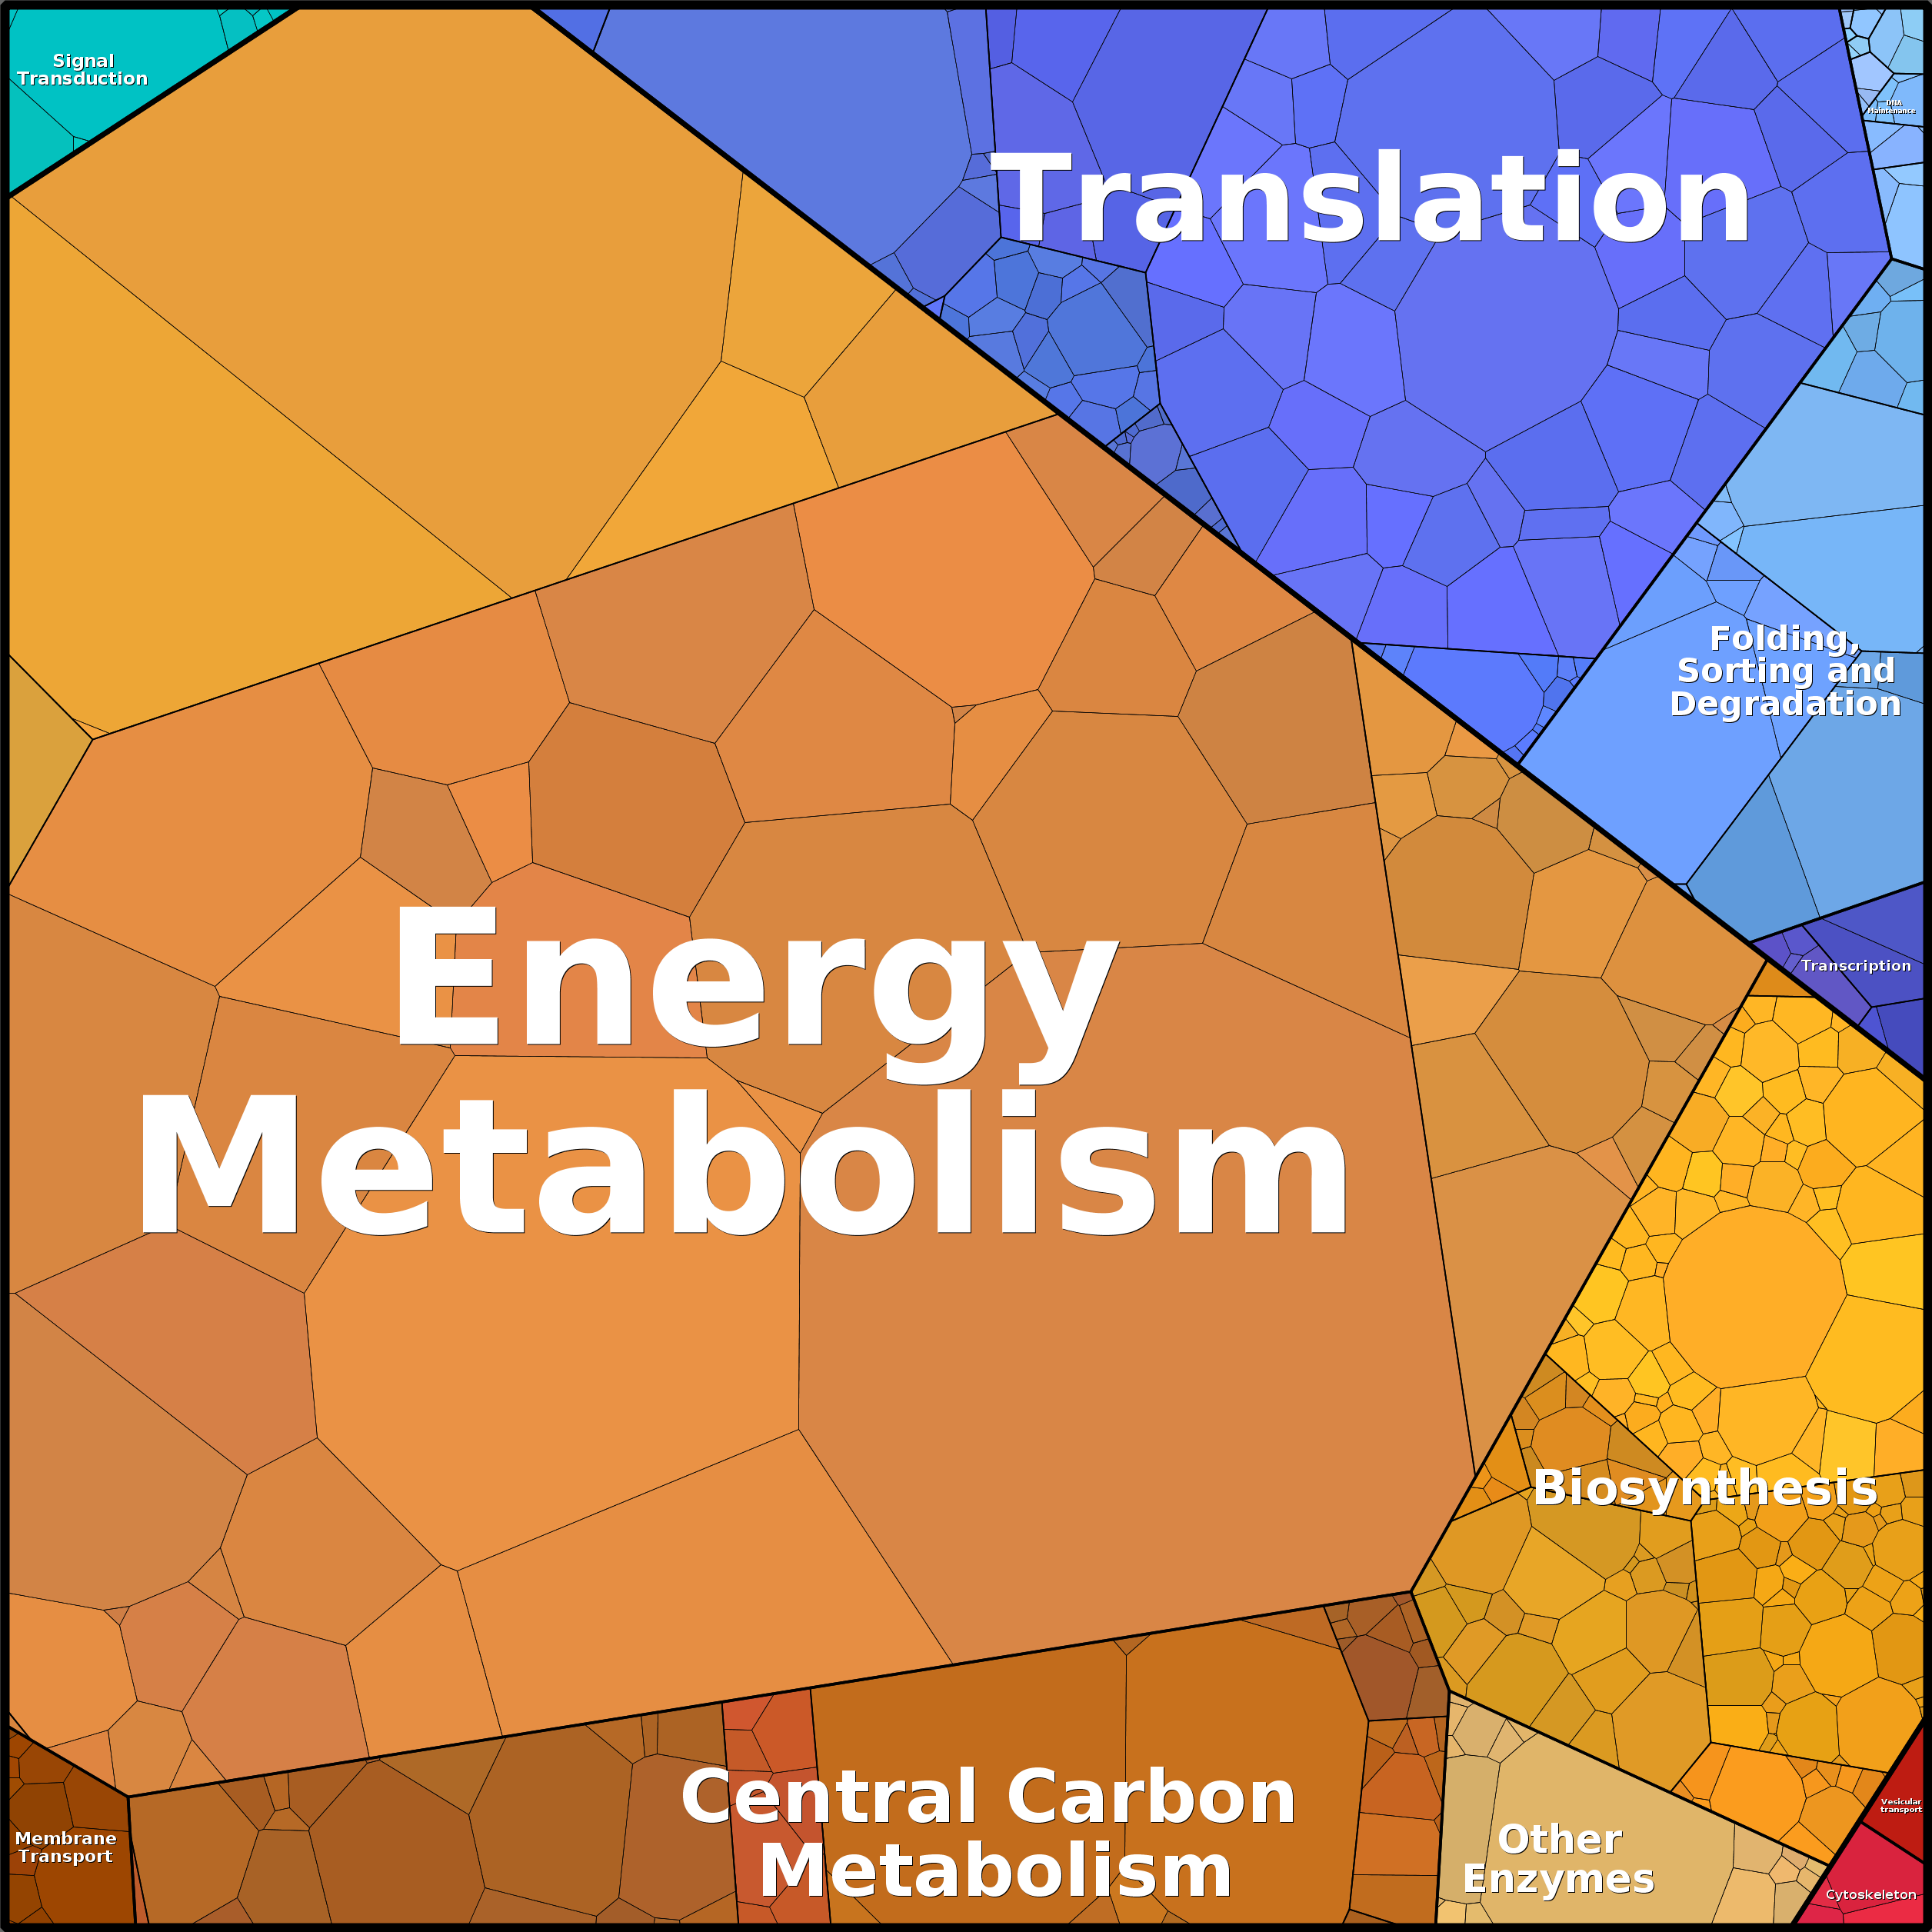 Signal
Transduction
Translation
DNA
Maintenance
Folding,
Sorting and
Degradation
Transcription
Energy
Metabolism
Biosynthesis
Central Carbon
Metabolism
Membrane
Transport
Other
Enzymes
Vesicular
transport
Cytoskeleton